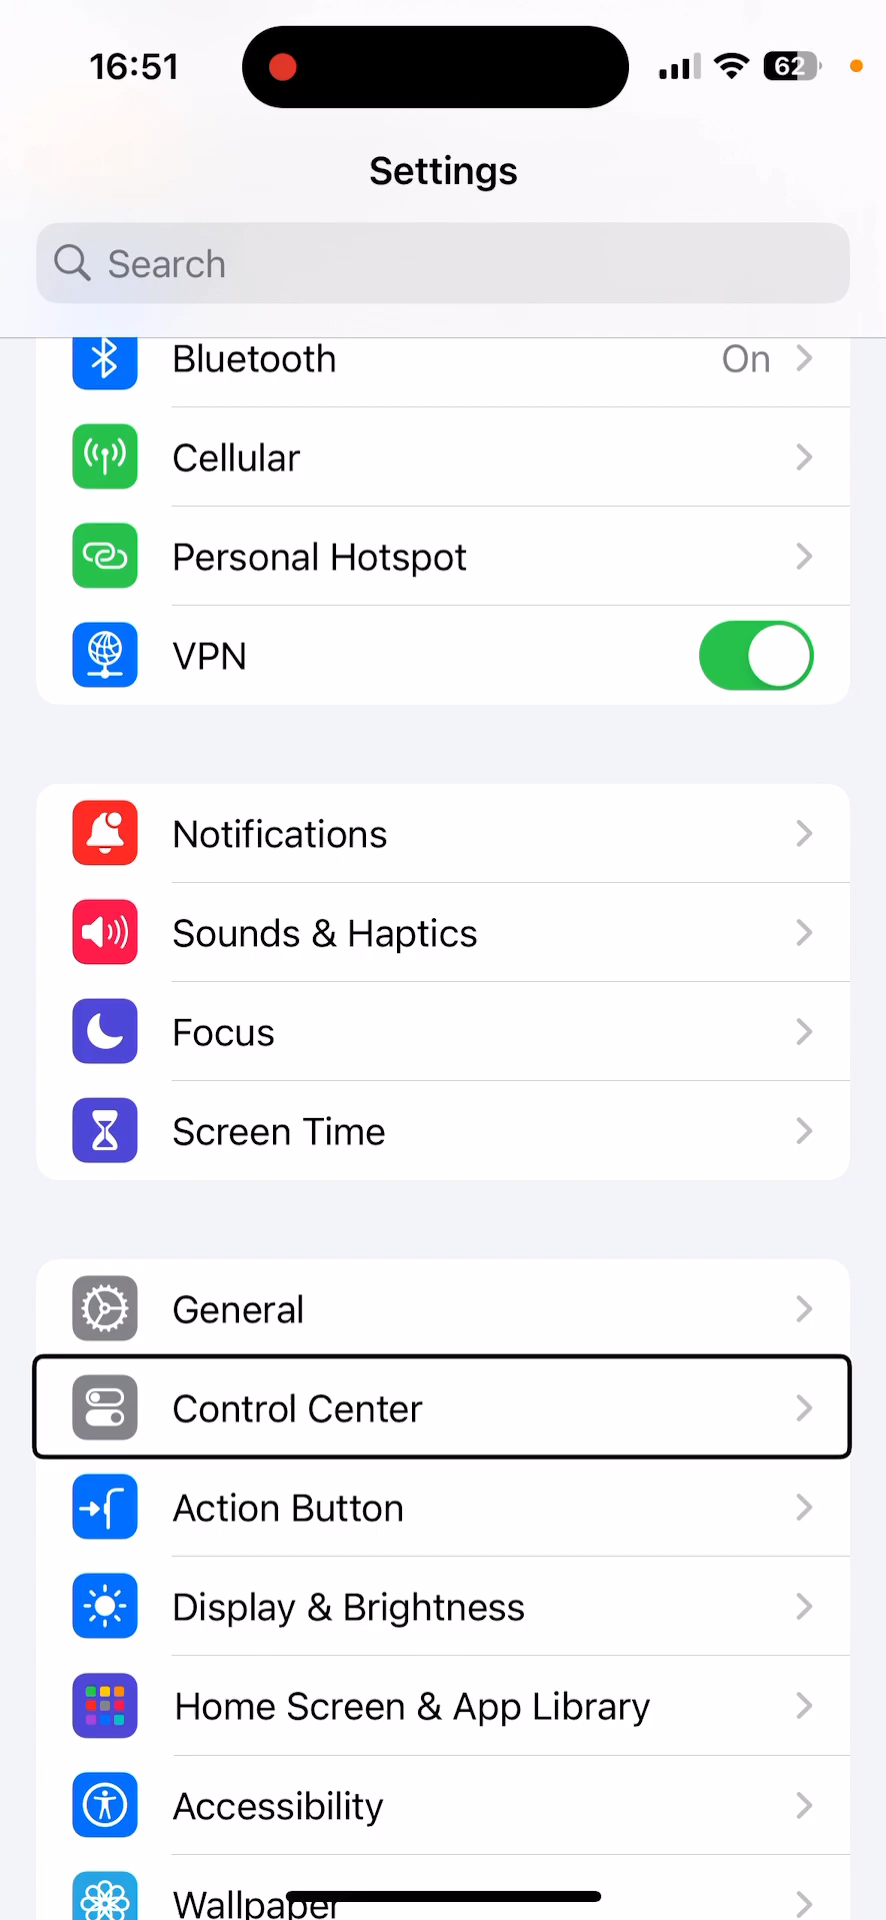 16:51
62
Settings
Search
Bluetooth On
Cellular
Personal Hotspot
VPN
Notifications
Sounds & Haptics
Focus
Screen Time
General
Control Center
Action Button
Display & Brightness
Home Screen & App Library
Accessibility
Wallpaper